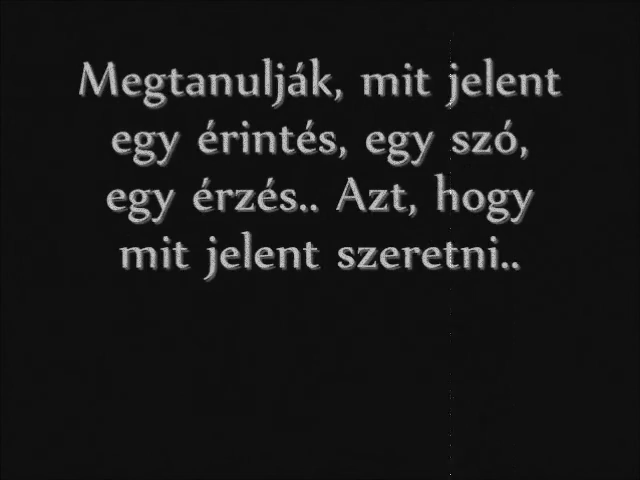 Megtanulják, mit jelent
egy érintés, egy szó,
egy érzés.. Azt, hogy
mit jelent szeretni..